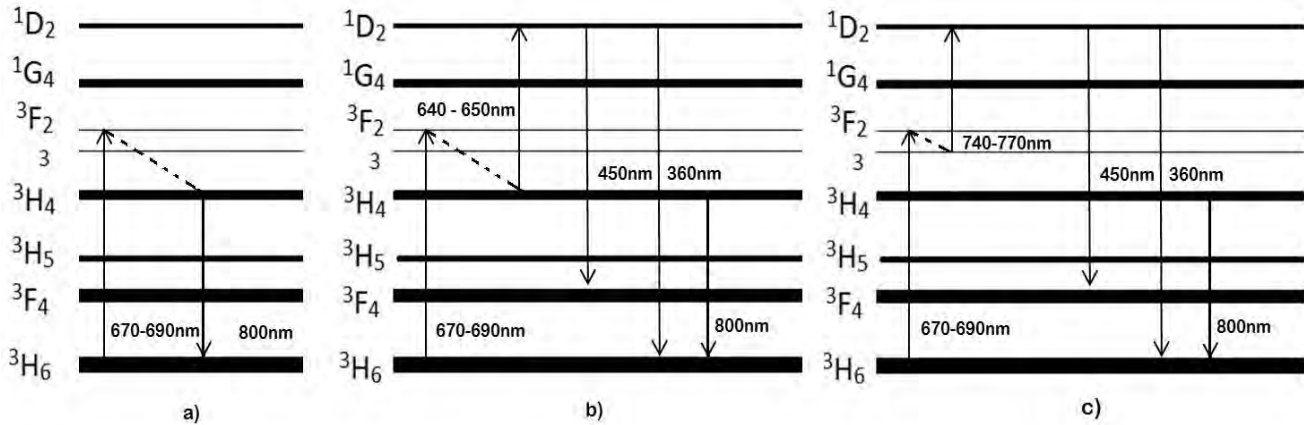 ¹D₂
¹G₄
³F₂
3
³H₄
³H₅
³F₄
³H₆
670-690nm
800nm
a)
¹D₂
¹G₄
³F₂
3
³H₄
³H₅
³F₄
³H₆
640 - 650nm
450nm
360nm
670-690nm
800nm
b)
¹D₂
¹G₄
³F₂
3
³H₄
³H₅
³F₄
³H₆
740-770nm
450nm
360nm
670-690nm
800nm
c)